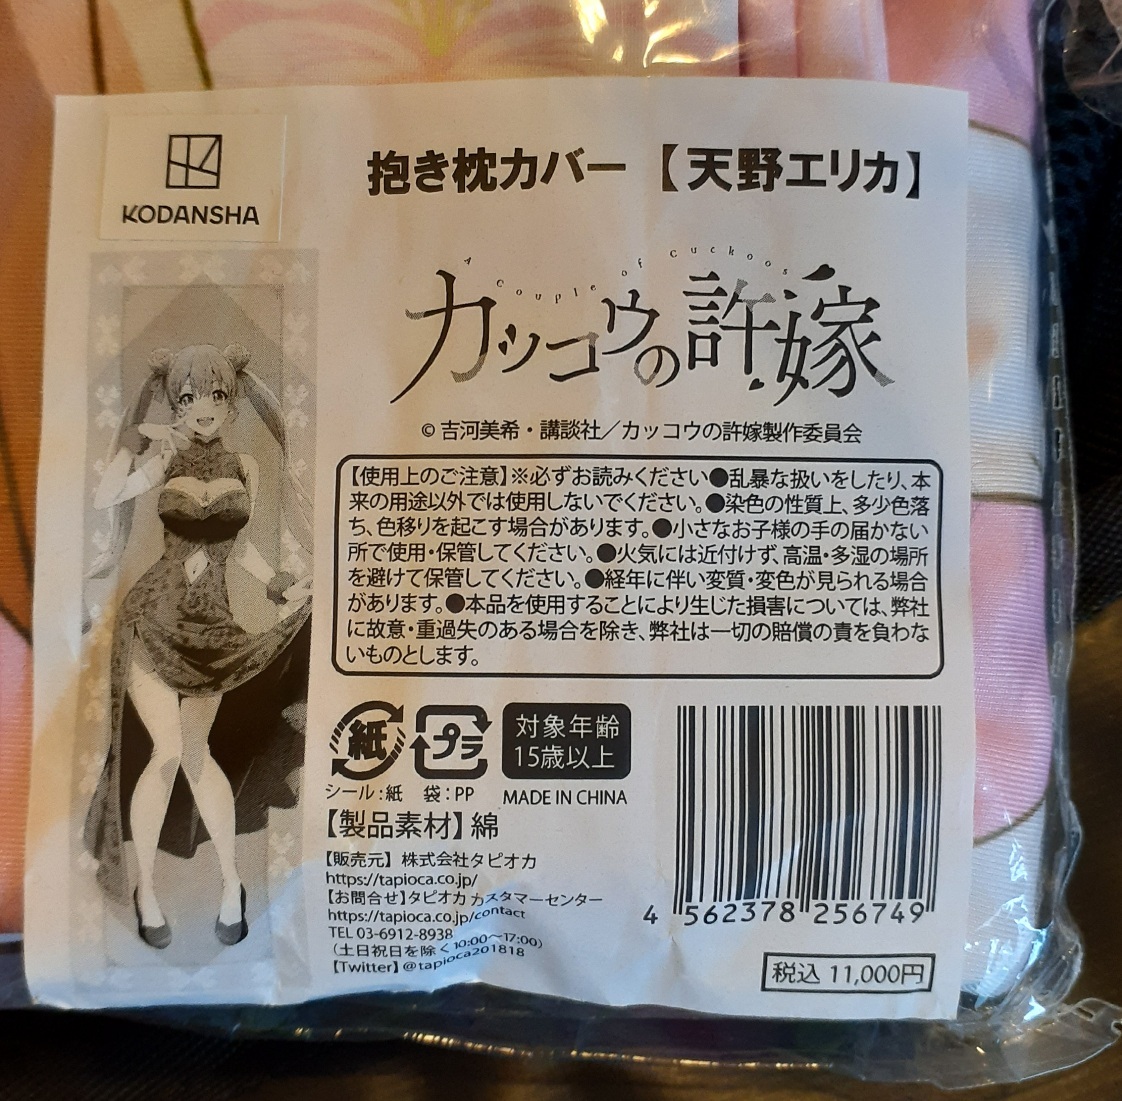 KODANSHA
抱き枕カバー【天野エリカ】
A Couple of Cuckoos
カッコウの許嫁
© 吉河美希・講談社／カッコウの許嫁製作委員会
【使用上のご注意】※必ずお読みください●乱暴な扱いをしたり、本
来の用途以外では使用しないでください。●染色の性質上、多少色落
ち、色移りを起こす場合があります。●小さなお子様の手の届かない
所で使用・保管してください。●火気には近付けず、高温・多湿の場所
を避けて保管してください。●経年に伴い変質・変色が見られる場合
があります。●本品を使用することにより生じた損害については、弊社
に故意・重過失のある場合を除き、弊社は一切の賠償の責を負わな
いものとします。
紙
プラ
対象年齢
15歳以上
シール：紙 袋：PP
MADE IN CHINA
【製品素材】綿
【販売元】株式会社タピオカ
https://tapioca.co.jp/
【お問合せ】タピオカ カスタマーセンター
https://tapioca.co.jp/contact
TEL 03-6912-8938
（土日祝日を除く10:00～17:00）
【Twitter】@tapioca201818
4 562378 256749
税込 11,000円